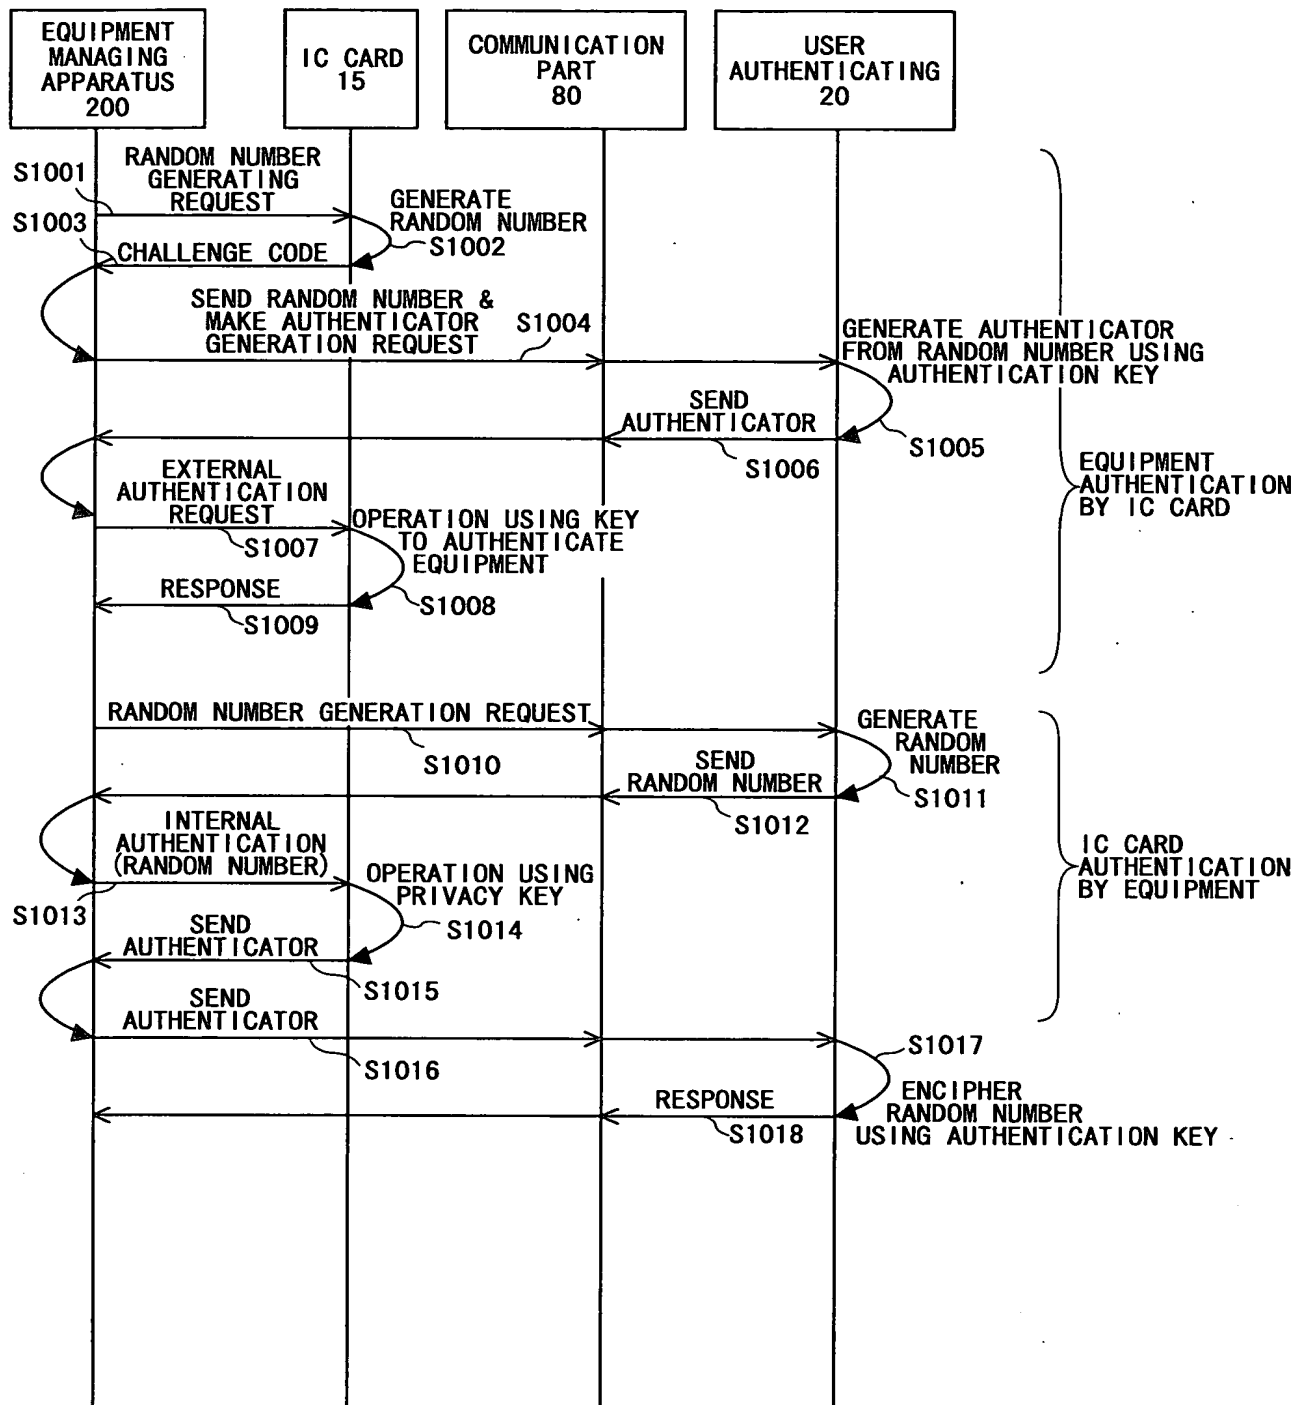 EQUIPMENT
MANAGING
APPARATUS
200
IC CARD
15
COMMUNICATION
PART
80
USER
AUTHENTICATING
20
S1001
RANDOM NUMBER
GENERATING
REQUEST
GENERATE
RANDOM NUMBER
S1002
S1003
CHALLENGE CODE
SEND RANDOM NUMBER &
MAKE AUTHENTICATOR
GENERATION REQUEST
S1004
GENERATE AUTHENTICATOR
FROM RANDOM NUMBER USING
AUTHENTICATION KEY
S1005
SEND
AUTHENTICATOR
S1006
EQUIPMENT
AUTHENTICATION
BY IC CARD
EXTERNAL
AUTHENTICATION
REQUEST
S1007
OPERATION USING KEY
TO AUTHENTICATE
EQUIPMENT
S1008
RESPONSE
S1009
RANDOM NUMBER GENERATION REQUEST
S1010
GENERATE
RANDOM
NUMBER
S1011
SEND
RANDOM NUMBER
S1012
INTERNAL
AUTHENTICATION
(RANDOM NUMBER)
S1013
OPERATION USING
PRIVACY KEY
S1014
IC CARD
AUTHENTICATION
BY EQUIPMENT
SEND
AUTHENTICATOR
S1015
SEND
AUTHENTICATOR
S1016
S1017
ENCIPHER
RANDOM NUMBER
USING AUTHENTICATION KEY
RESPONSE
S1018